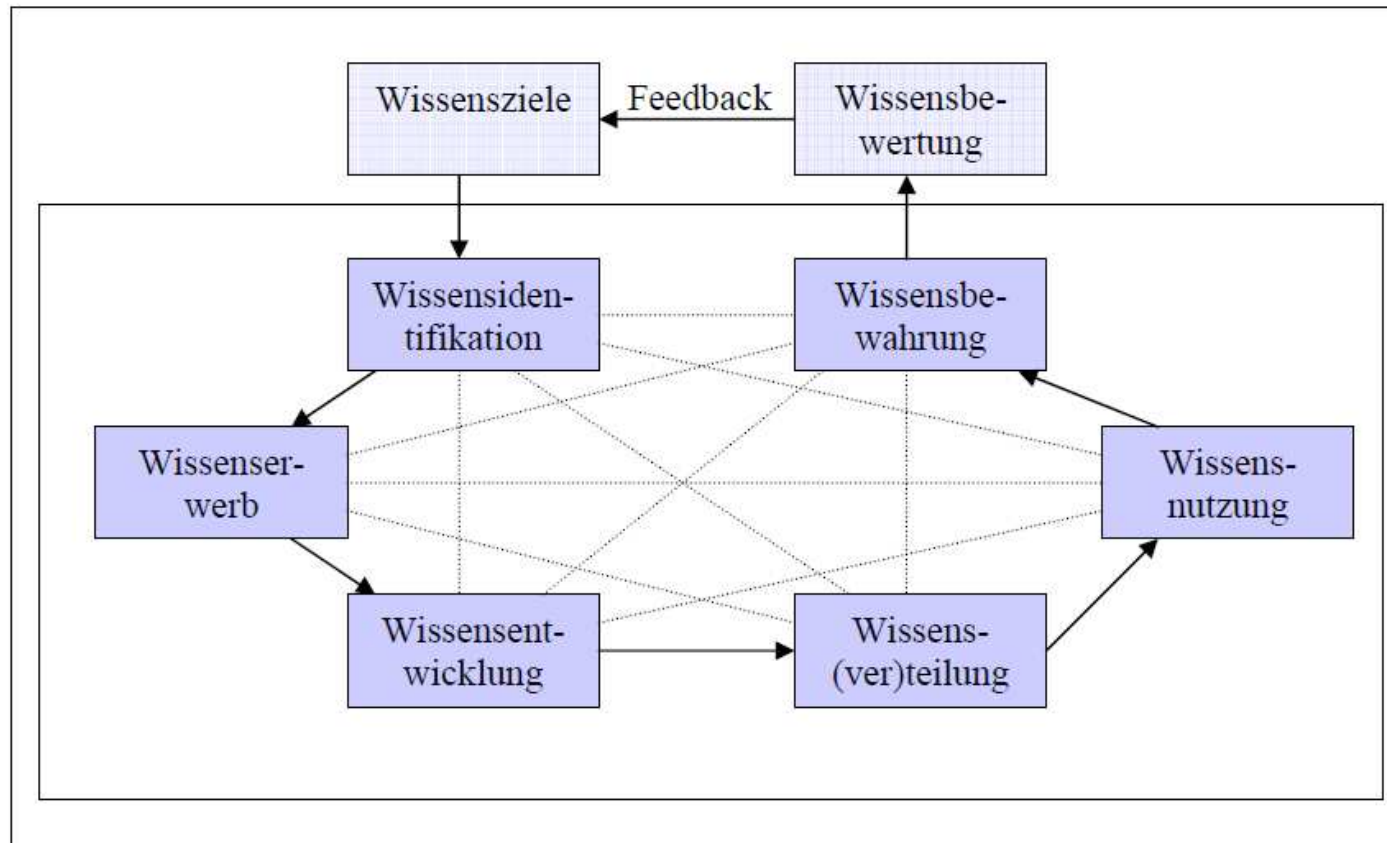 Wissensziele
Feedback
Wissensbe-
wertung
Wissensiden-
tifikation
Wissensbe-
wahrung
Wissenser-
werb
Wissens-
nutzung
Wissensent-
wicklung
Wissens-
(ver)teilung